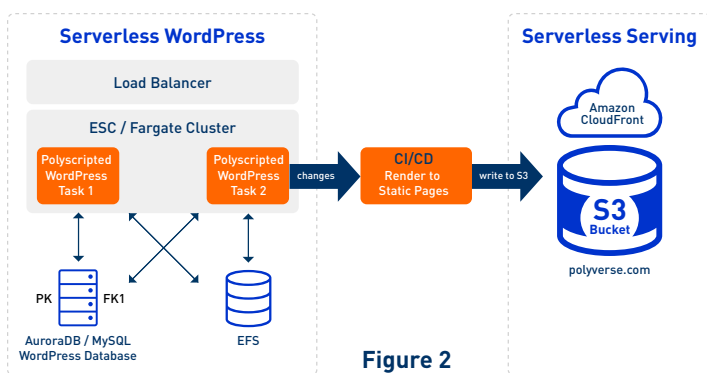 Serverless WordPress
Load Balancer
ESC / Fargate Cluster
Polyscripted
WordPress
Task 1
Polyscripted
WordPress
Task 2
changes
CI/CD
Render to
Static Pages
write to S3
PK
FK1
AuroraDB / MySQL
WordPress Database
EFS
Serverless Serving
Amazon
CloudFront
S3
Bucket
polyverse.com
Figure 2